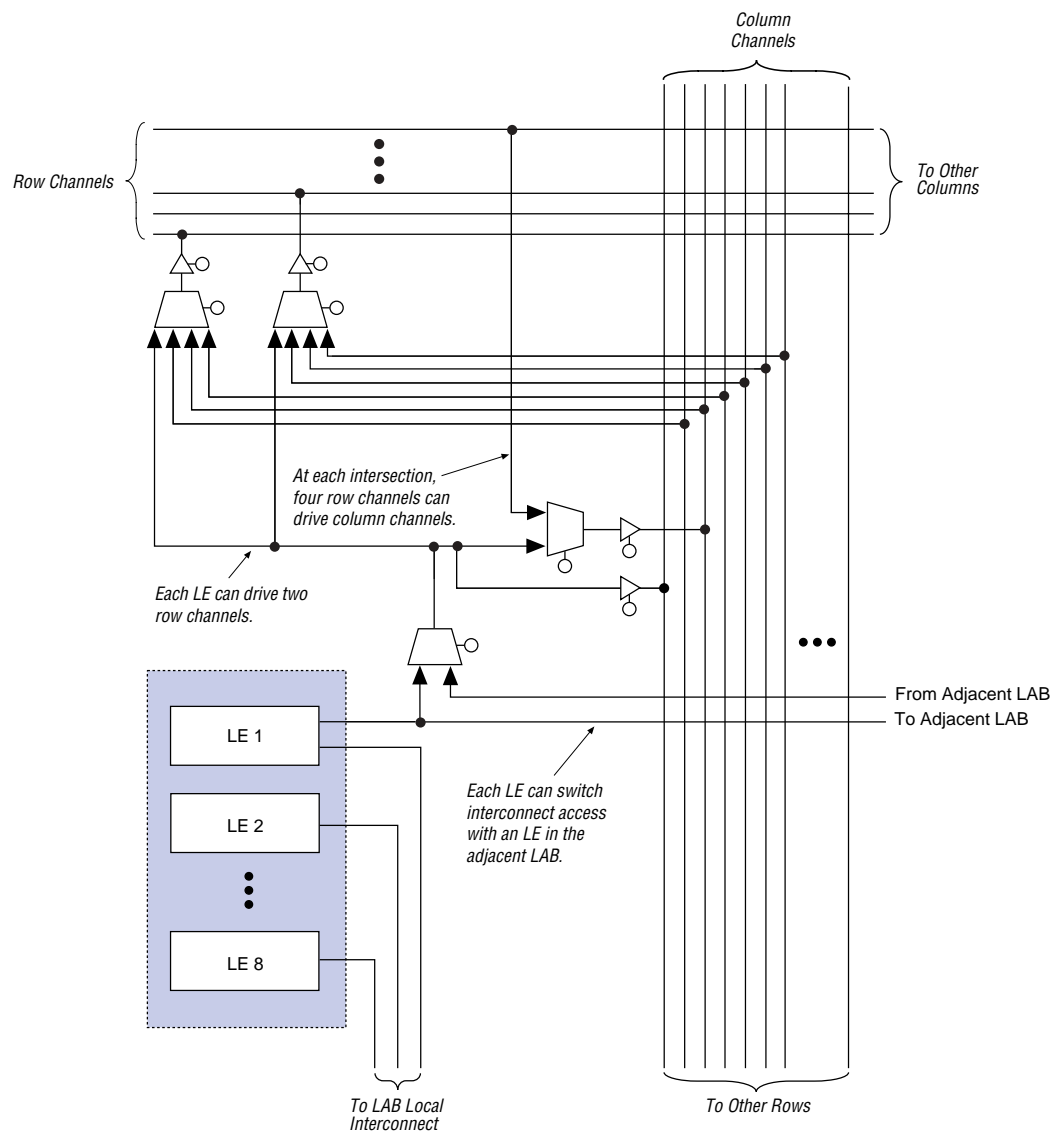 Column
Channels
Row Channels
To Other
Columns
At each intersection,
four row channels can
drive column channels.
Each LE can drive two
row channels.
From Adjacent LAB
To Adjacent LAB
LE 1
Each LE can switch
interconnect access
with an LE in the
adjacent LAB.
LE 2
LE 8
To LAB Local
Interconnect
To Other Rows